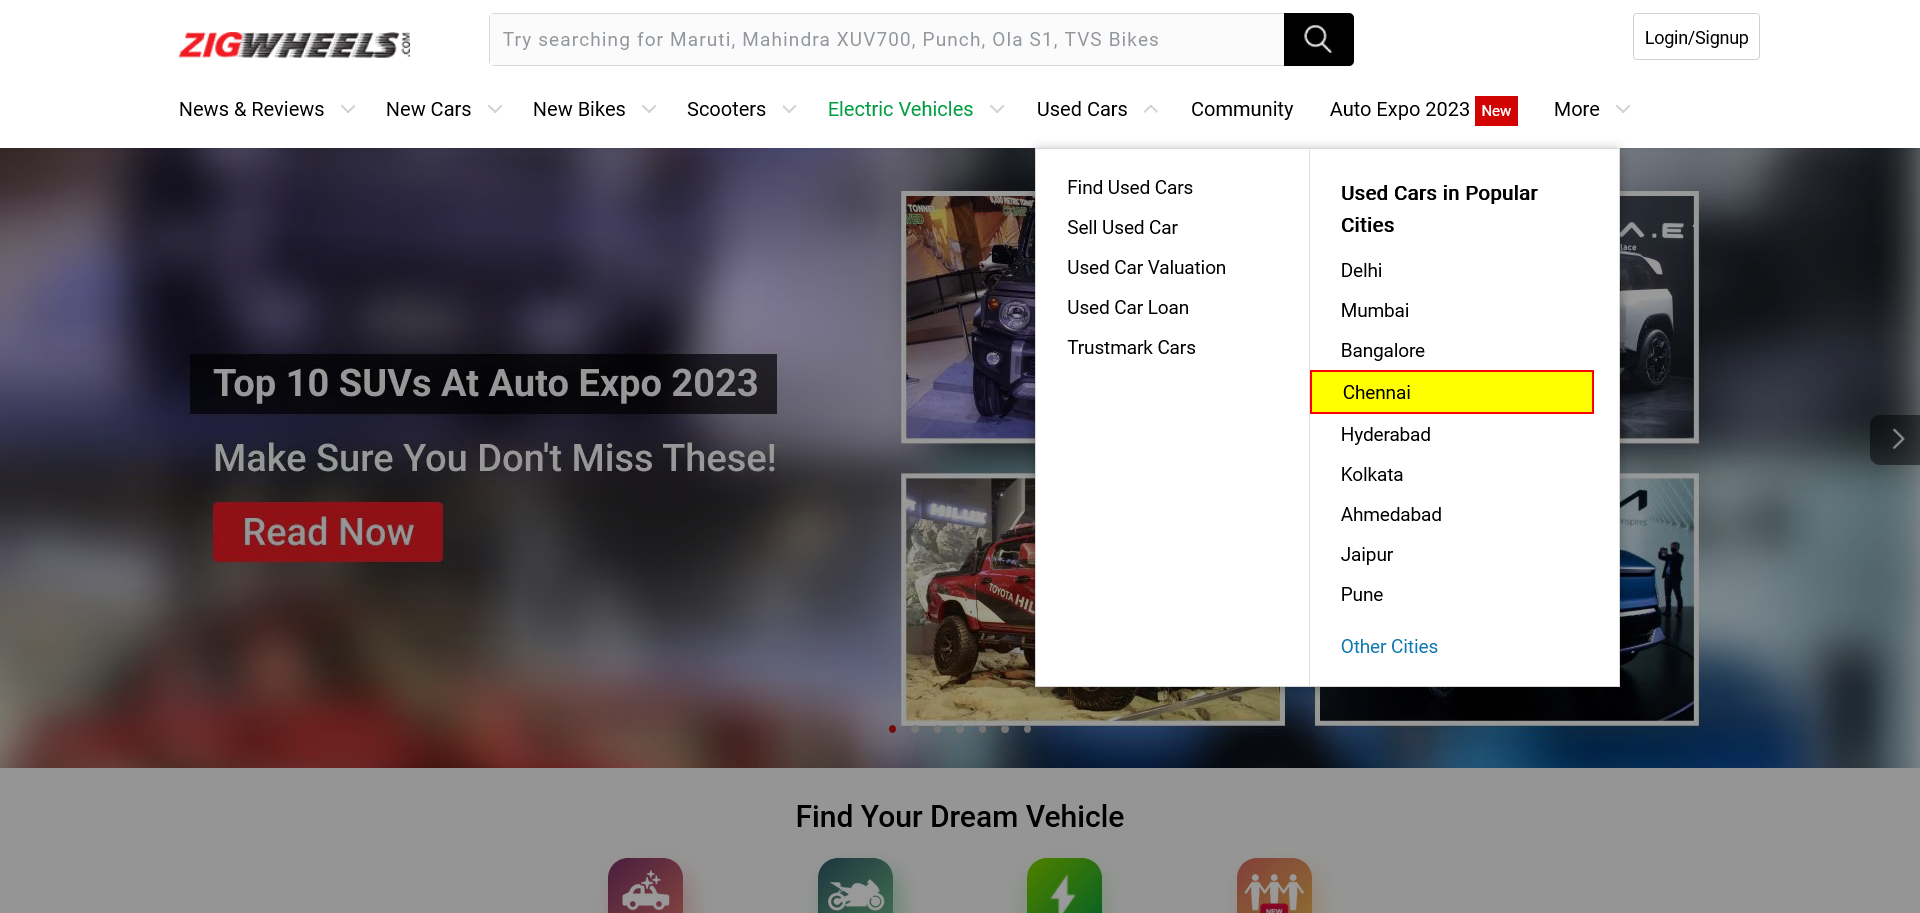 ZIGWHEELS.COM
Try searching for Maruti, Mahindra XUV700, Punch, Ola S1, TVS Bikes
Login/Signup
News & Reviews
New Cars
New Bikes
Scooters
Electric Vehicles
Used Cars
Community
Auto Expo 2023 New
More
Find Used Cars
Sell Used Car
Used Car Valuation
Used Car Loan
Trustmark Cars
Used Cars in Popular
Cities
Delhi
Mumbai
Bangalore
Chennai
Hyderabad
Kolkata
Ahmedabad
Jaipur
Pune
Other Cities
Top 10 SUVs At Auto Expo 2023
Make Sure You Don't Miss These!
Read Now
TOYOTA HIL
Find Your Dream Vehicle
NEW